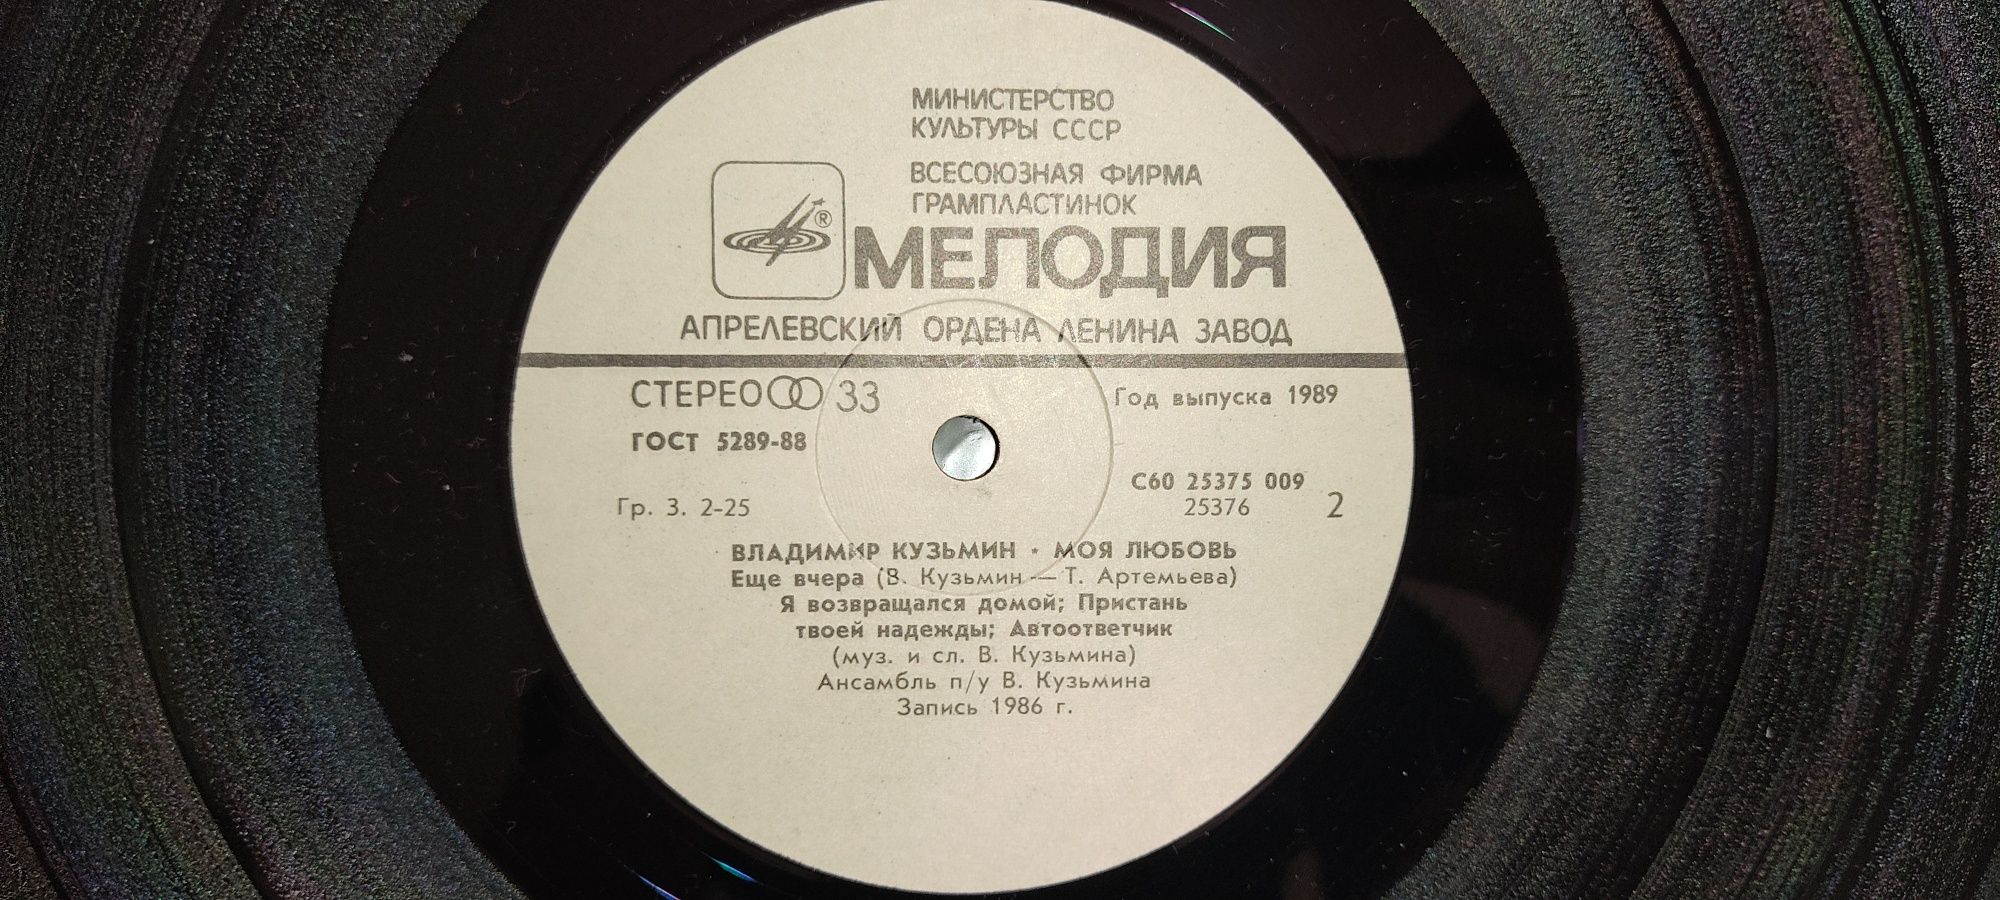 МИНИСТЕРСТВО
КУЛЬТУРЫ СССР
ВСЕСОЮЗНАЯ ФИРМА
ГРАМПЛАСТИНОК
®
МЕЛОДИЯ
АПРЕЛЕВСКИЙ ОРДЕНА ЛЕНИНА ЗАВОД
СТЕРЕО 33
Год выпуска 1989
ГОСТ 5289-88
С60 25375 009
Гр. 3. 2-25
25376 2
ВЛАДИМИР КУЗЬМИН • МОЯ ЛЮБОВЬ
Еще вчера (В. Кузьмин — Т. Артемьева)
Я возвращался домой; Пристань
твоей надежды; Автоответчик
(муз. и сл. В. Кузьмина)
Ансамбль п/у В. Кузьмина
Запись 1986 г.